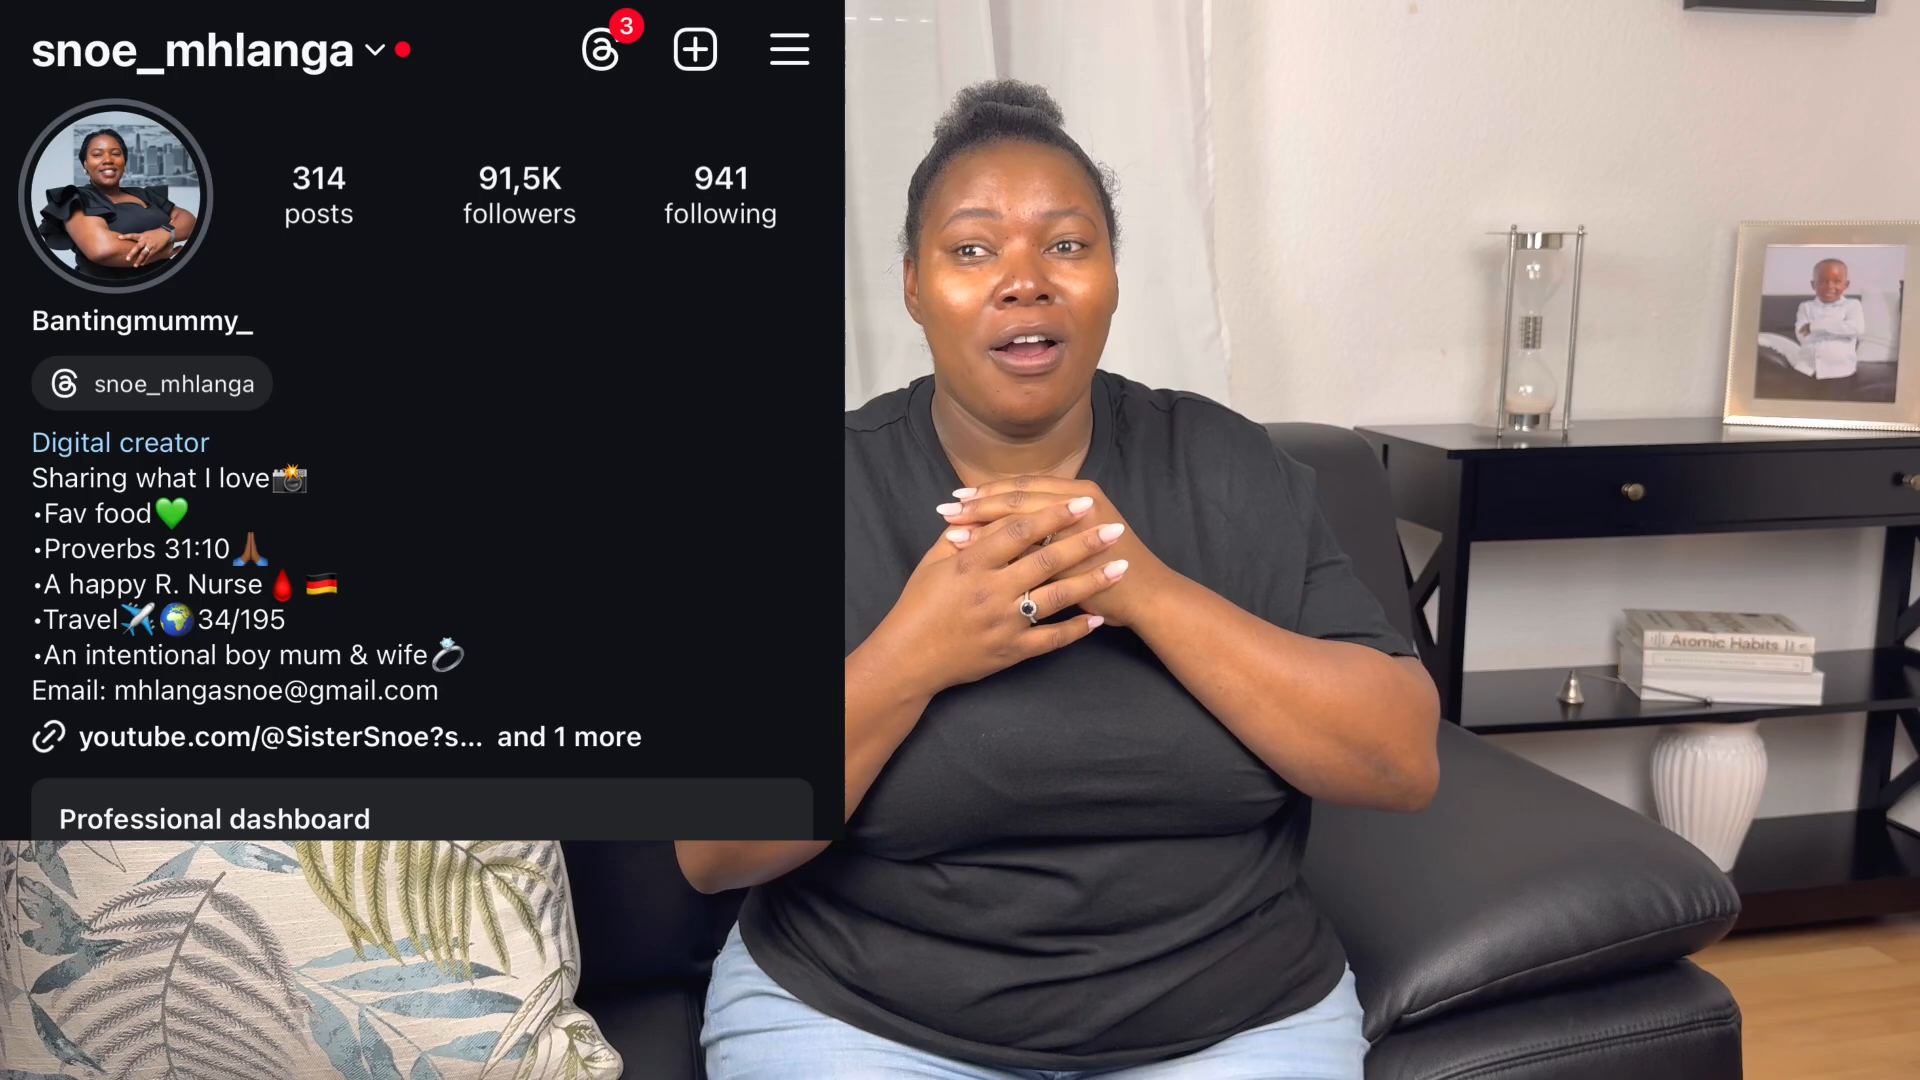 snoe_mhlanga
3
314 91,5K 941
posts followers following
Bantingmummy_
snoe_mhlanga
Digital creator
Sharing what I love📸
•Fav food💚
•Proverbs 31:10🙏🏾
•A happy R. Nurse🩸🇩🇪
•Travel✈️🌍34/195
•An intentional boy mum & wife💍
Email: mhlangasnoe@gmail.com
youtube.com/@SisterSnoe?s... and 1 more
Professional dashboard
Atomic Habits